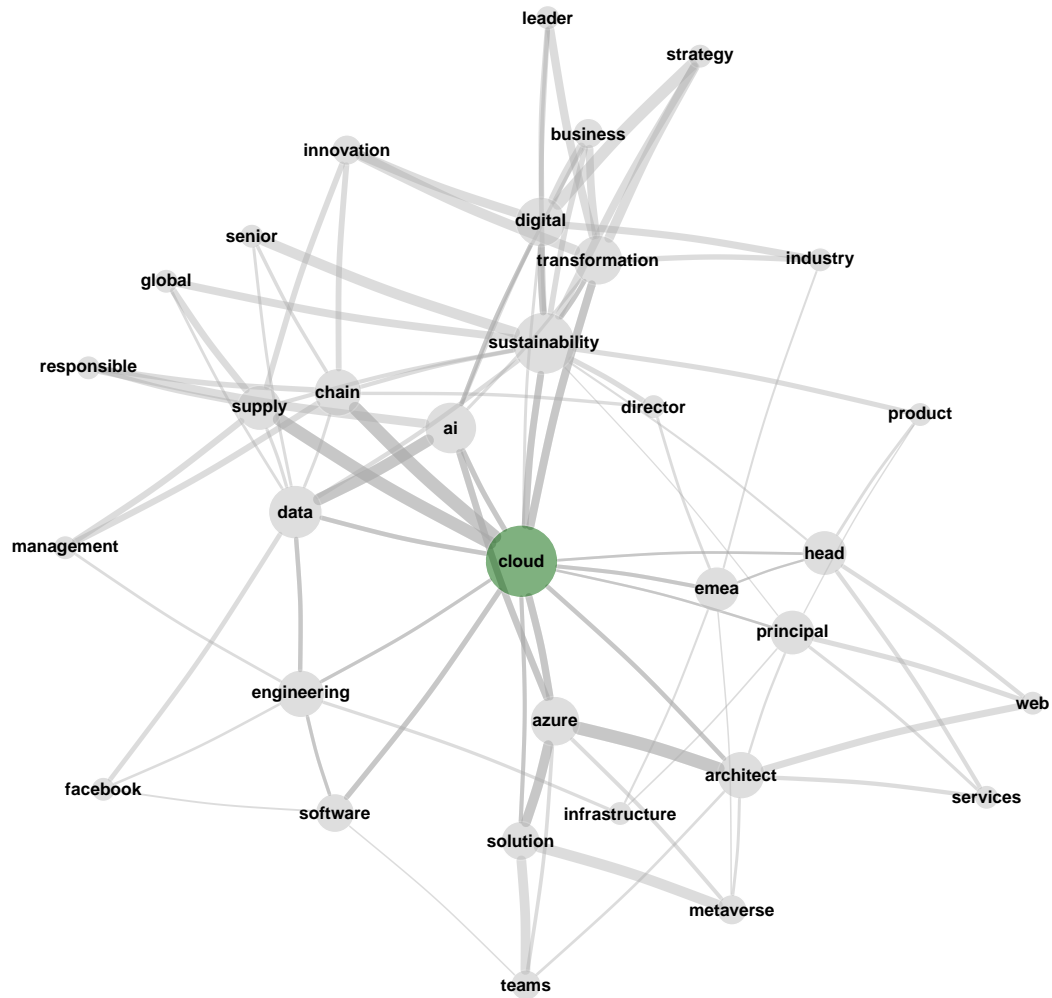 leader
strategy
business
innovation
digital
senior
transformation
industry
global
sustainability
responsible
chain
supply
director
product
ai
data
management
head
cloud
emea
principal
engineering
web
azure
architect
facebook
services
software
infrastructure
solution
metaverse
teams